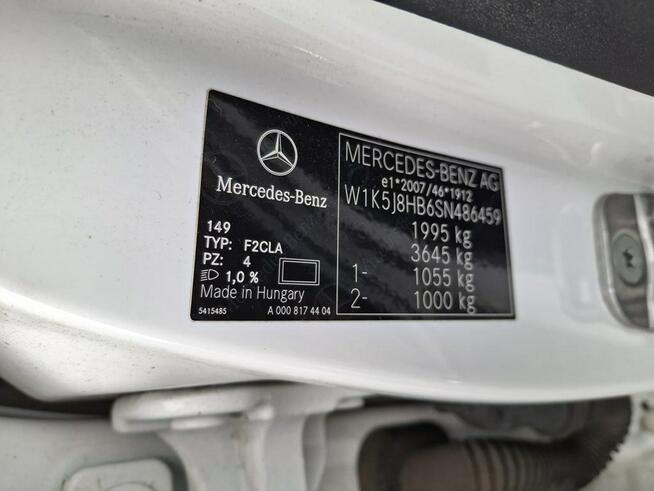 Mercedes-Benz
149
TYP: F2CLA
PZ: 4
1,0 %
Made in Hungary
5415485 A 000 817 44 04
MERCEDES-BENZ AG
e1*2007/46*1912
W1K5J8HB6SN486459
1995 kg
3645 kg
1- 1055 kg
2- 1000 kg